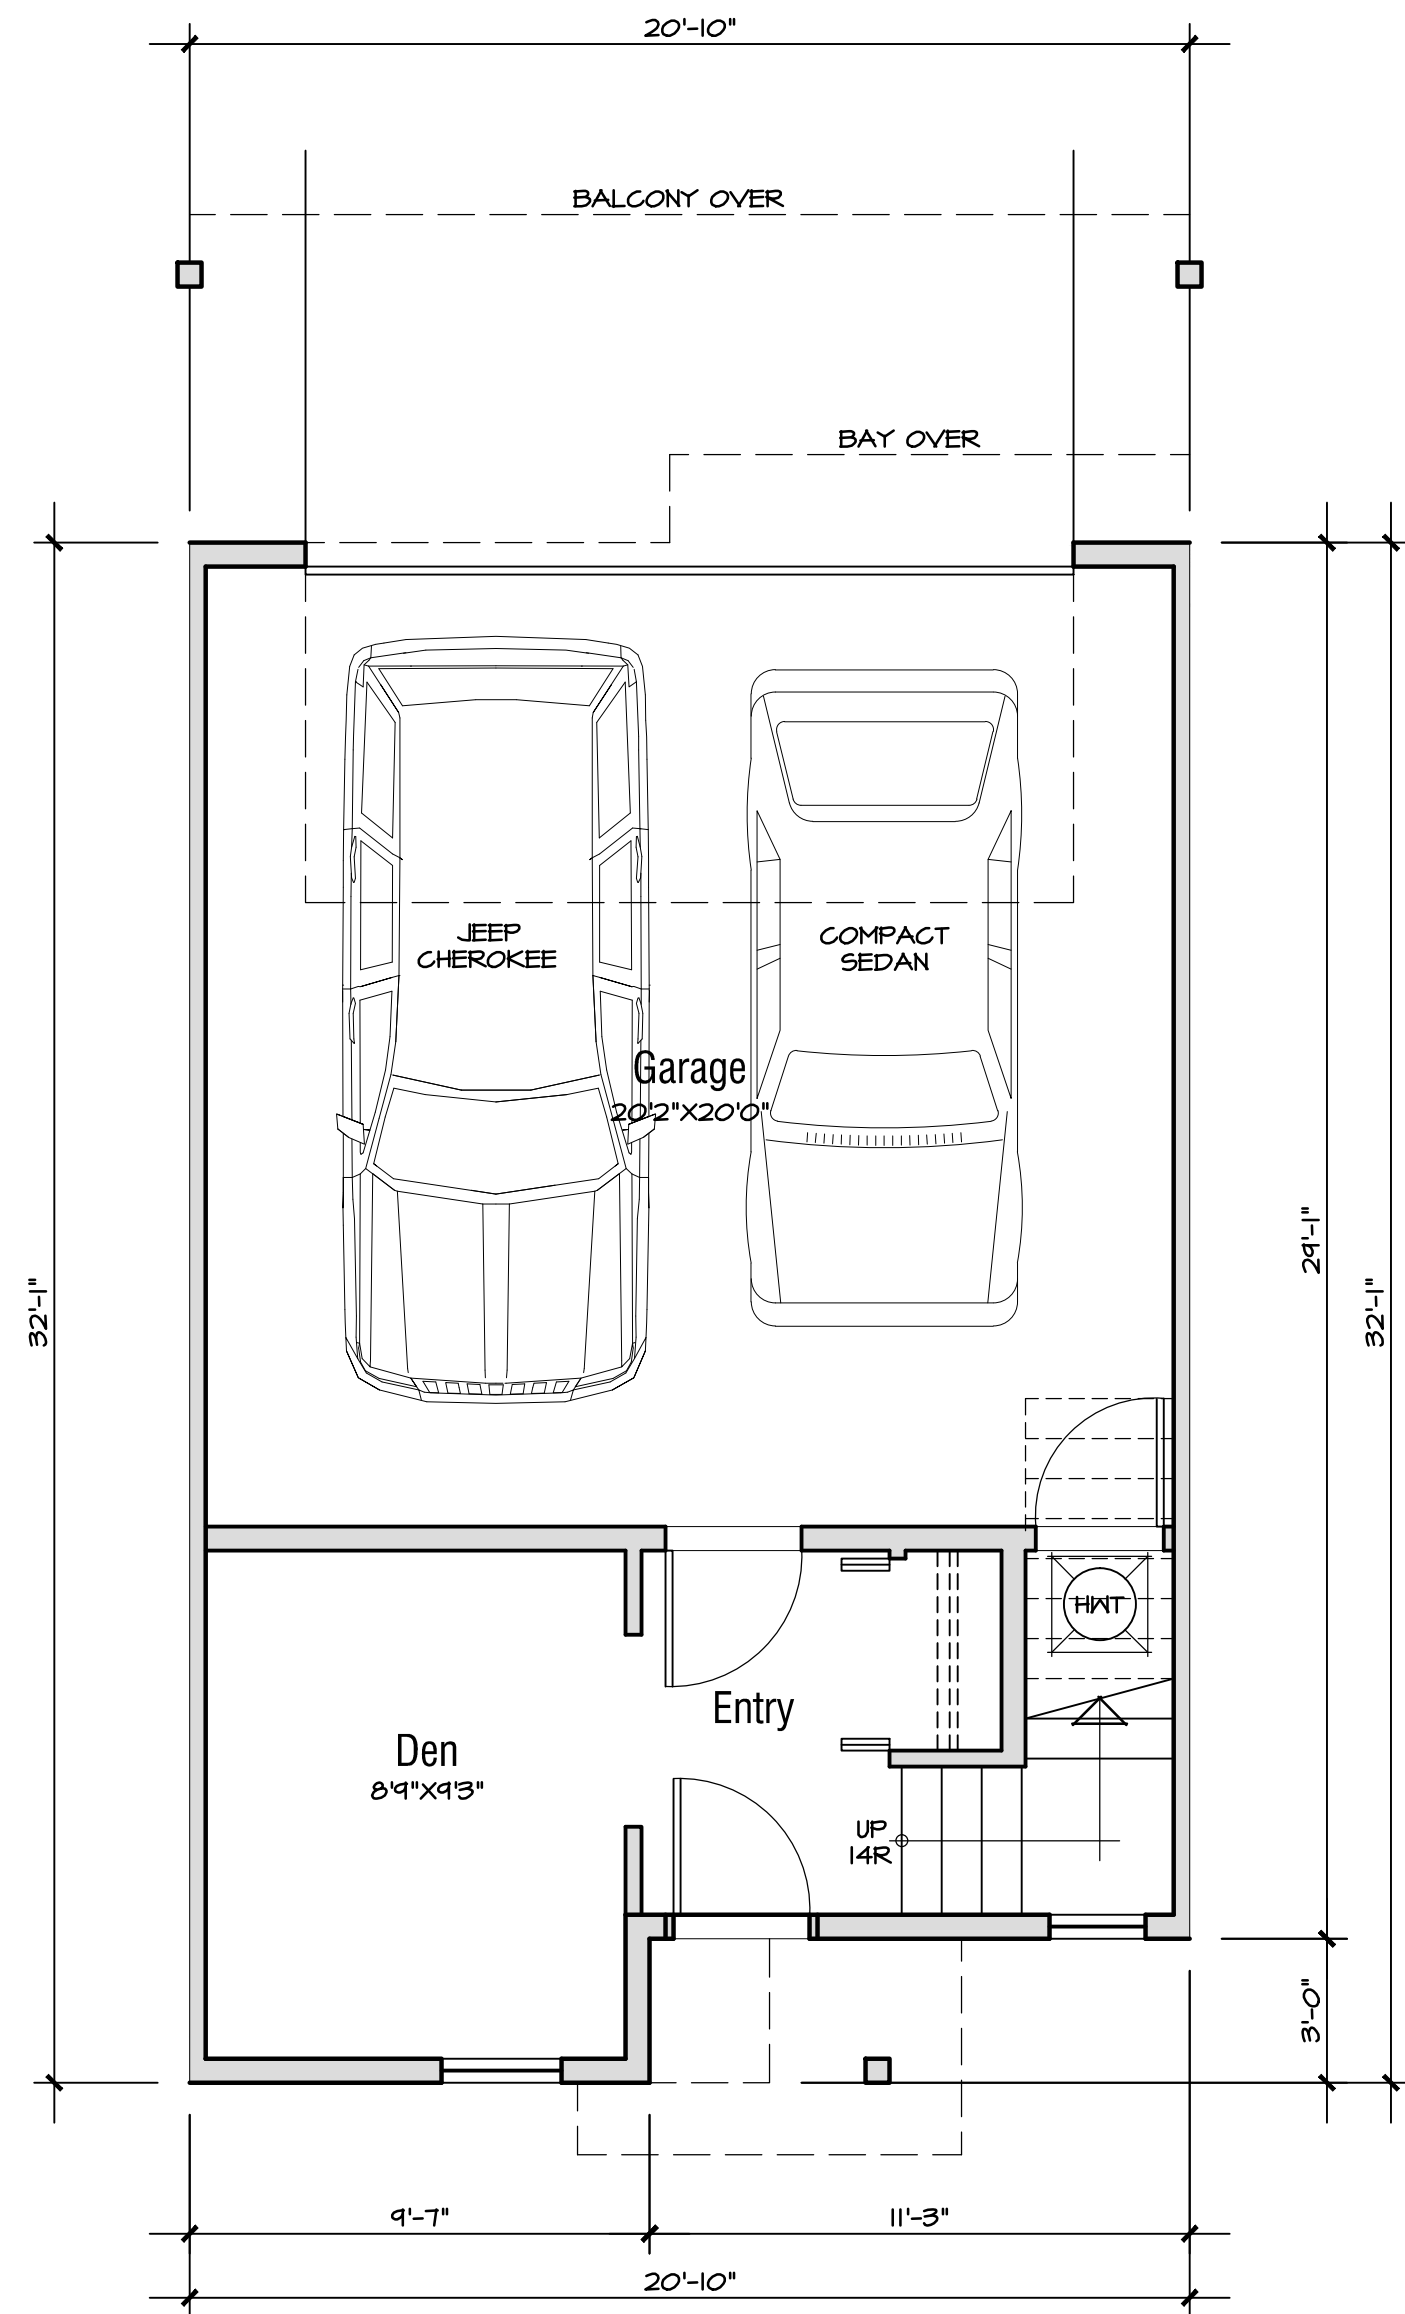 20'-10"
BALCONY OVER
BAY OVER
JEEP
CHEROKEE
COMPACT
SEDAN
Garage
20'2"X20'0"
29'-1"
32'-1"
32'-1"
HWT
Entry
Den
8'9"X9'3"
UP
14R
3'-0"
9'-7"
11'-3"
20'-10"